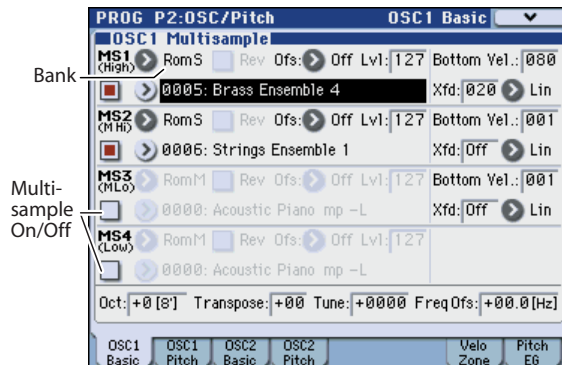 PROG P2:OSC/Pitch OSC1 Basic
OSC1 Multisample
MS1 RomS Rev Ofs: Off Lvl: 127 Bottom Vel.: 080
(High)
0005: Brass Ensemble 4 Xfd: 020 Lin
MS2 RomS Rev Ofs: Off Lvl: 127 Bottom Vel.: 001
(M Hi)
0006: Strings Ensemble 1 Xfd: Off Lin
MS3 RomM Rev Ofs: Off Lvl: 127 Bottom Vel.: 001
(MLo)
0000: Acoustic Piano mp -L Xfd: Off Lin
MS4 RomM Rev Ofs: Off Lvl: 127
(Low)
0000: Acoustic Piano mp -L
Oct: +0 [8'] Transpose: +00 Tune: +0000 FreqOfs: +00.0[Hz]
OSC1 Basic
OSC1 Pitch
OSC2 Basic
OSC2 Pitch
Velo Zone
Pitch EG
Bank
Multi-
sample
On/Off